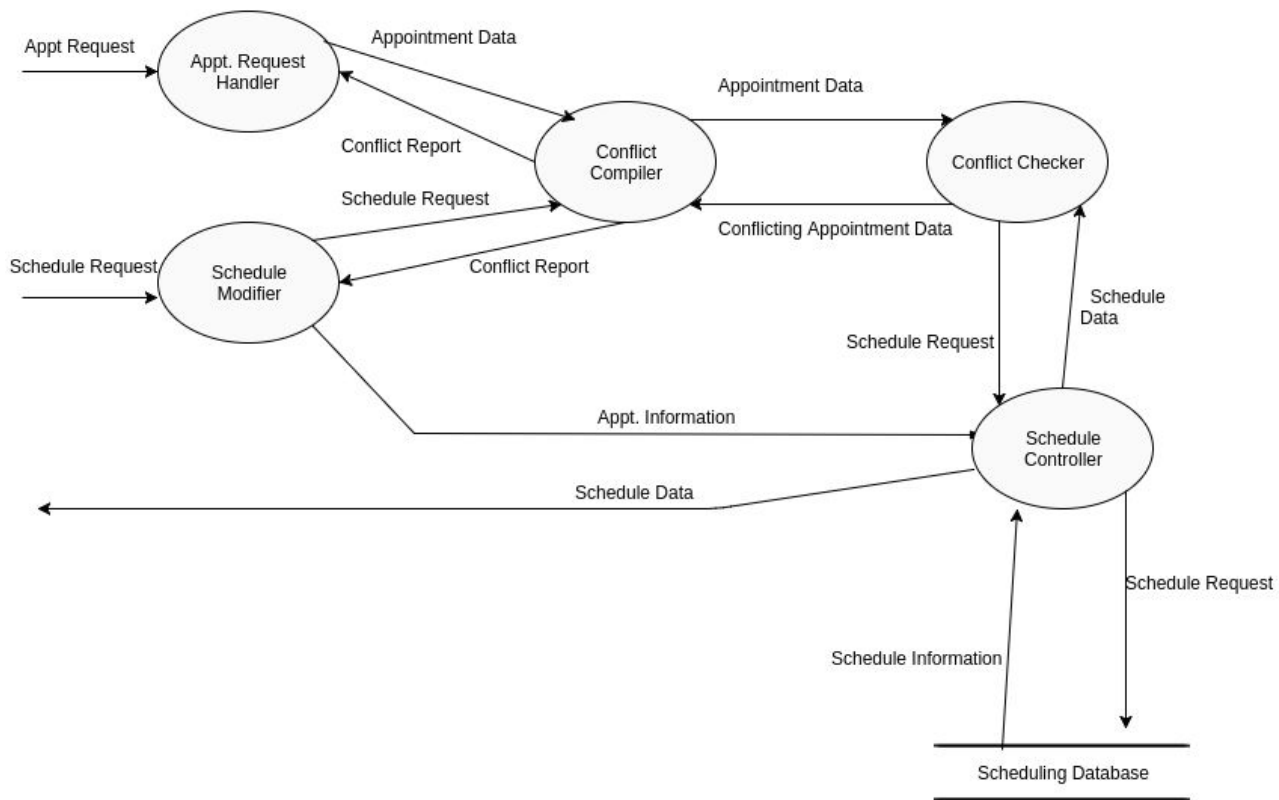 Appt Request
Appt. Request
Handler
Appointment Data
Appointment Data
Conflict Report
Conflict
Compiler
Conflict Checker
Schedule Request
Conflicting Appointment Data
Schedule Request
Schedule
Modifier
Conflict Report
Schedule
Data
Schedule Request
Appt. Information
Schedule
Controller
Schedule Data
Schedule Request
Schedule Information
Scheduling Database